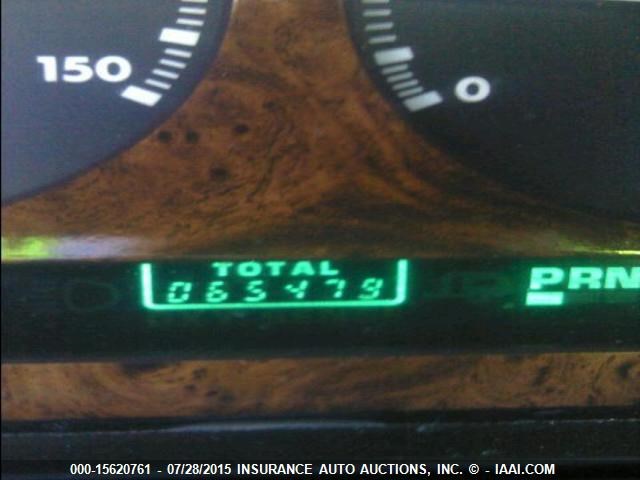 150
0
TOTAL
065479
PRN
000-15620761 - 07/28/2015 INSURANCE AUTO AUCTIONS, INC. © - IAAI.COM